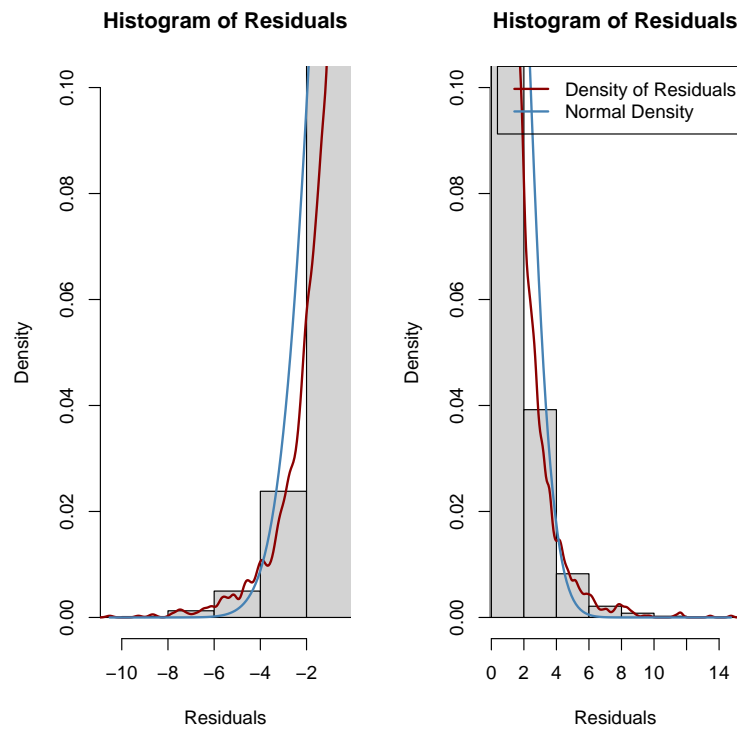 Histogram of Residuals
Density
0.00 0.02 0.04 0.06 0.08 0.10
−10 −8 −6 −4 −2
Residuals
Histogram of Residuals
Density of Residuals
Normal Density
Density
0.00 0.02 0.04 0.06 0.08 0.10
0 2 4 6 8 10 14
Residuals